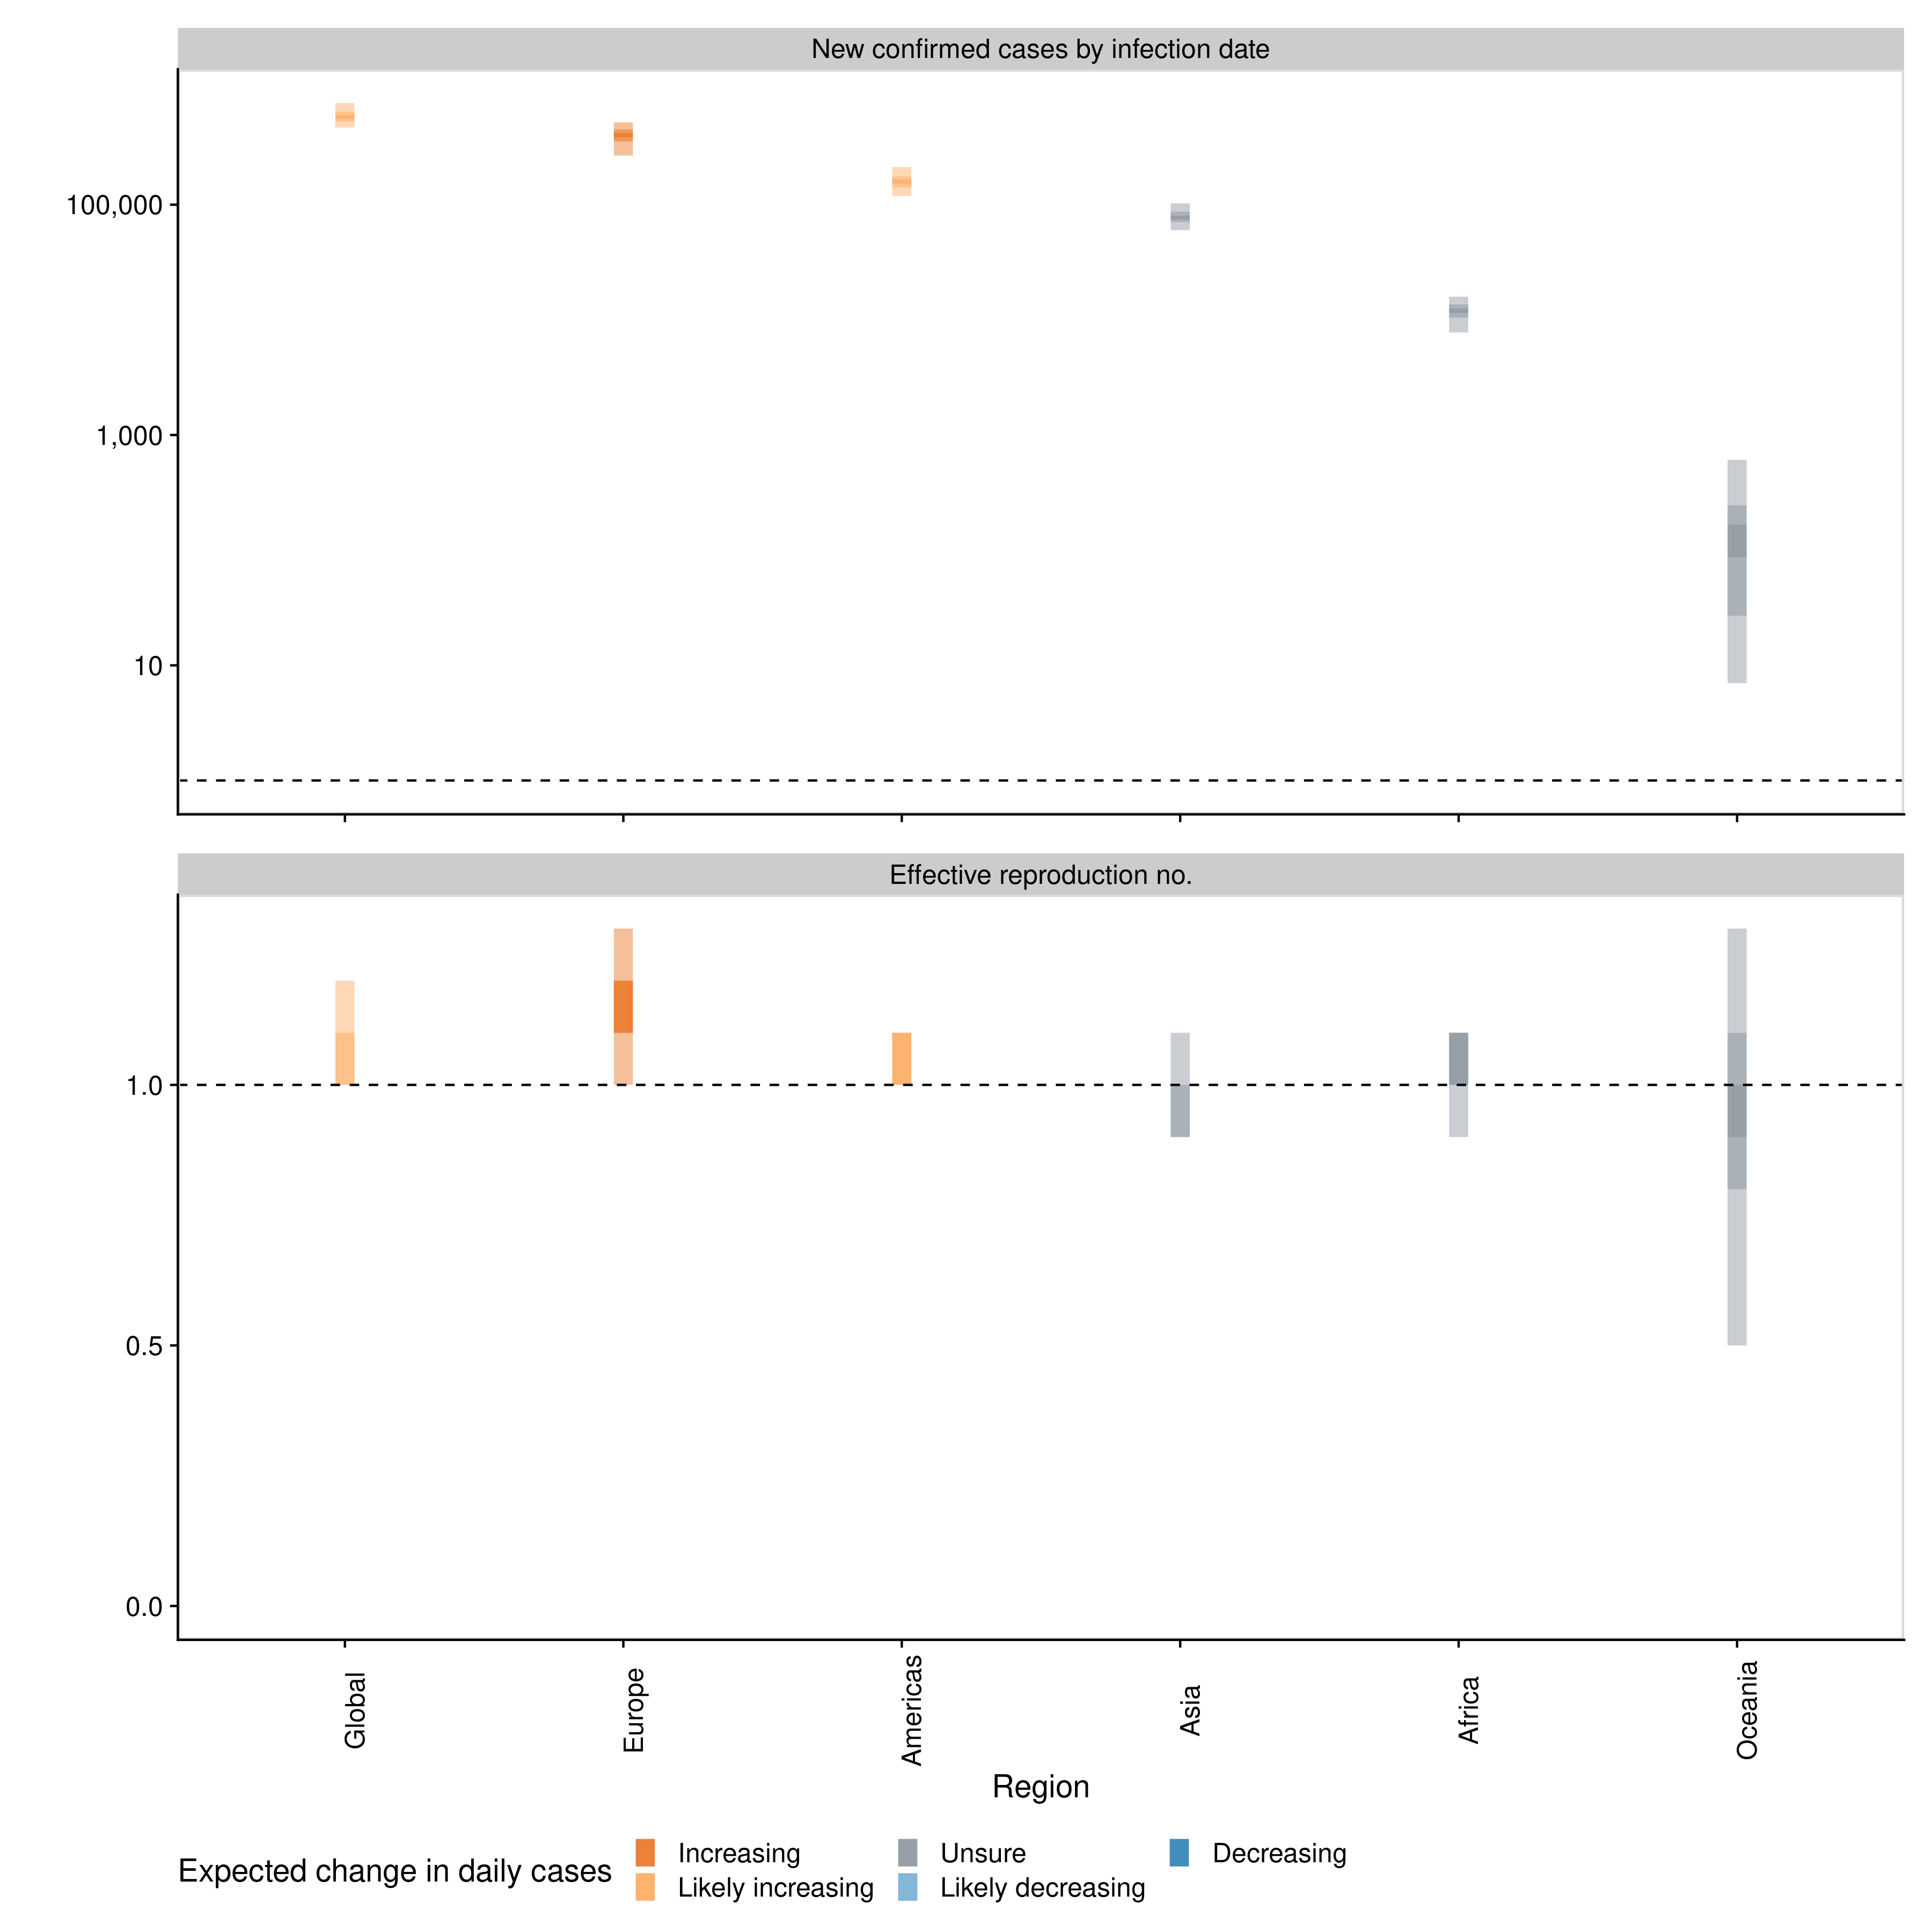 New confirmed cases by infection date
100,000
1,000
10
Effective reproduction no.
1.0
0.5
0.0
Global
Europe
Americas
Asia
Africa
Oceania
Region
Expected change in daily cases
Increasing
Likely increasing
Unsure
Likely decreasing
Decreasing